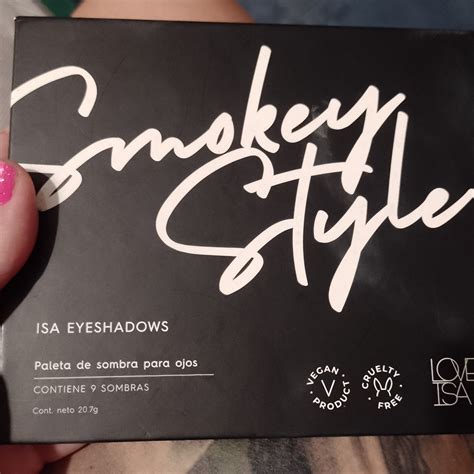 Smokey
Style
ISA EYESHADOWS
Paleta de sombra para ojos
CONTIENE 9 SOMBRAS
Cont. neto 20.7g
VEGAN PRODUCT
V
CRUELTY FREE
LOVE
ISA